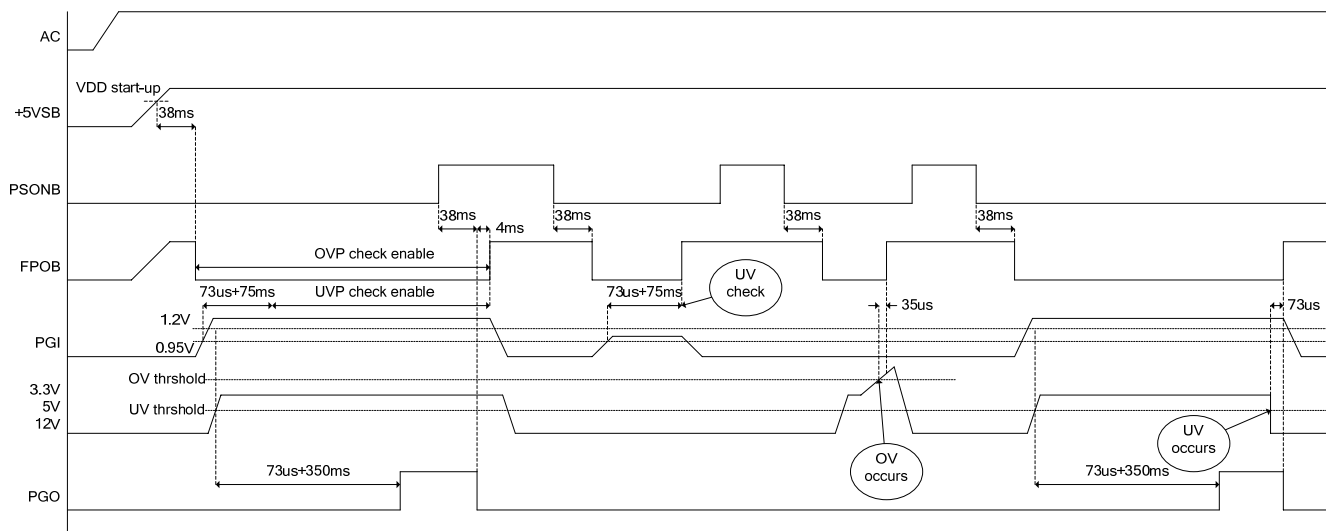 AC
VDD start-up
+5VSB
38ms
PSONB
38ms
4ms
38ms
38ms
38ms
FPOB
OVP check enable
73us+75ms
UVP check enable
73us+75ms
UV
check
35us
73us
1.2V
PGI
0.95V
OV thrshold
3.3V
5V
UV thrshold
12V
UV
occurs
OV
occurs
73us+350ms
73us+350ms
PGO